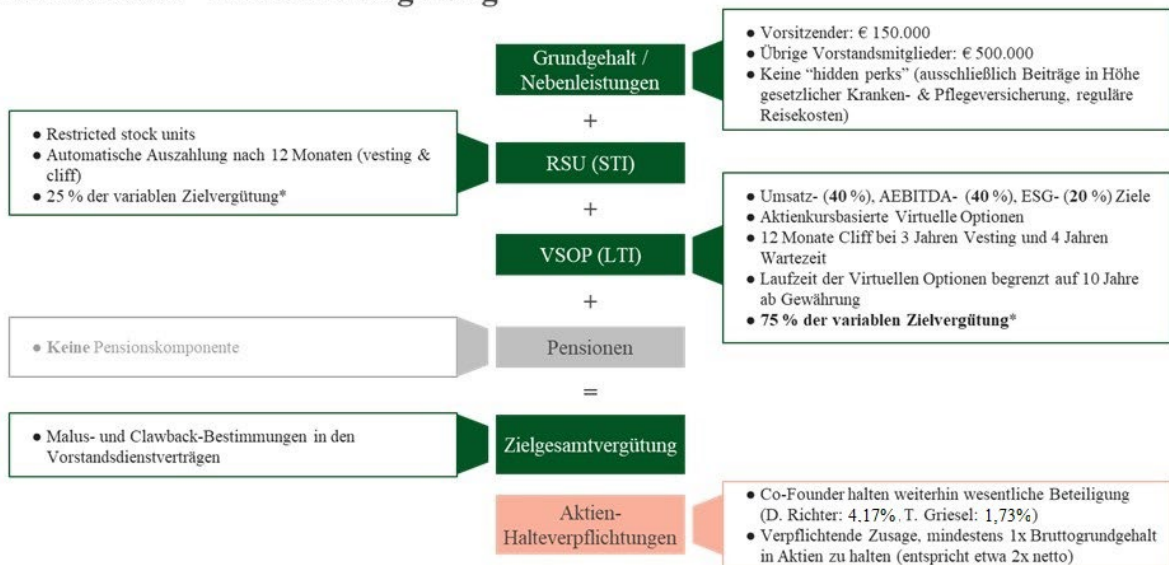 Grundgehalt /
Nebenleistungen
● Vorsitzender: € 150.000
● Übrige Vorstandsmitglieder: € 500.000
● Keine “hidden perks” (ausschließlich Beiträge in Höhe
gesetzlicher Kranken- & Pflegeversicherung, reguläre
Reisekosten)
+
● Restricted stock units
● Automatische Auszahlung nach 12 Monaten (vesting &
cliff)
● 25 % der variablen Zielvergütung*
RSU (STI)
+
VSOP (LTI)
● Umsatz- (40 %), AEBITDA- (40 %), ESG- (20 %) Ziele
● Aktienkursbasierte Virtuelle Optionen
● 12 Monate Cliff bei 3 Jahren Vesting und 4 Jahren
Wartezeit
● Laufzeit der Virtuellen Optionen begrenzt auf 10 Jahre
ab Gewährung
● 75 % der variablen Zielvergütung*
+
● Keine Pensionskomponente
Pensionen
=
● Malus- und Clawback-Bestimmungen in den
Vorstandsdienstverträgen
Zielgesamtvergütung
Aktien-
Halteverpflichtungen
● Co-Founder halten weiterhin wesentliche Beteiligung
(D. Richter: 4,17%. T. Griesel: 1,73%)
● Verpflichtende Zusage, mindestens 1x Bruttogrundgehalt
in Aktien zu halten (entspricht etwa 2x netto)